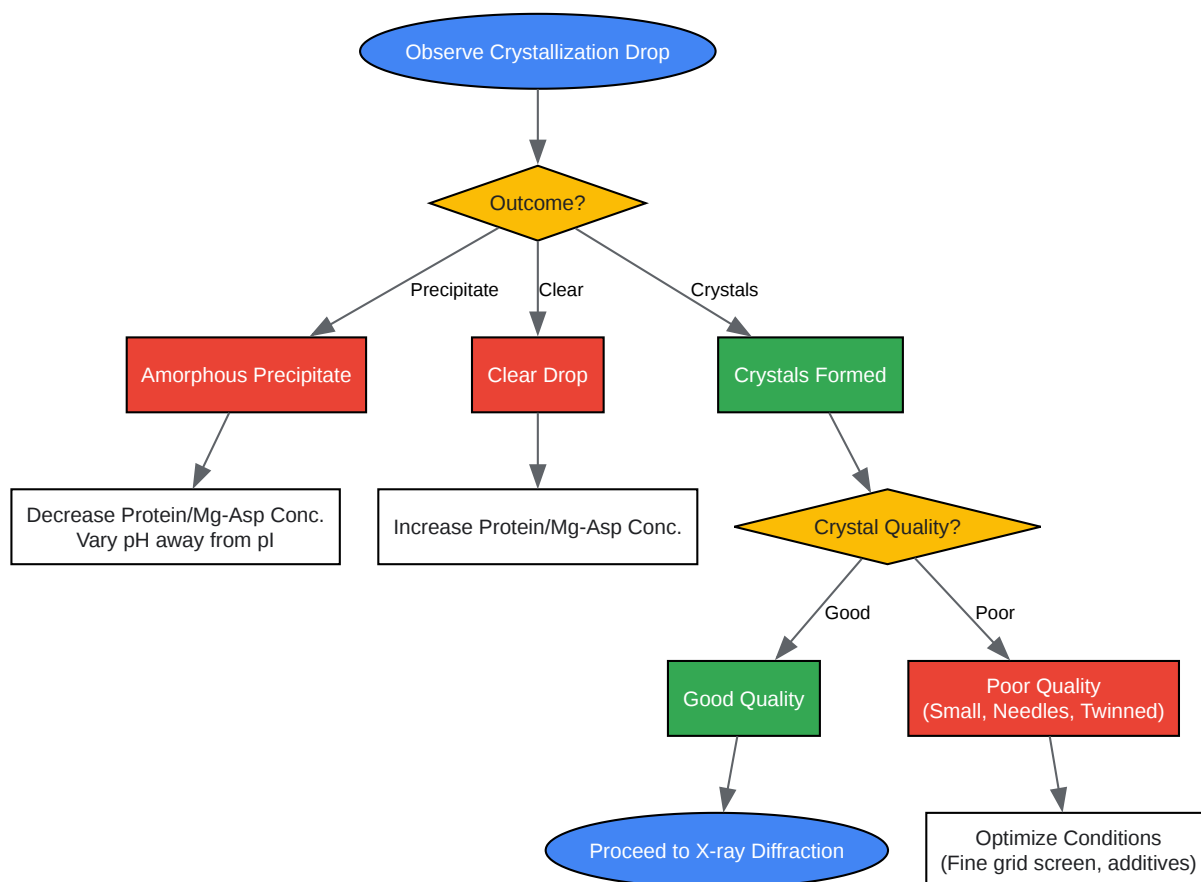 Observe Crystallization Drop
Outcome?
Precipitate
Clear
Crystals
Amorphous Precipitate
Clear Drop
Crystals Formed
Decrease Protein/Mg-Asp Conc.
Vary pH away from pI
Increase Protein/Mg-Asp Conc.
Crystal Quality?
Good
Poor
Good Quality
Poor Quality
(Small, Needles, Twinned)
Proceed to X-ray Diffraction
Optimize Conditions
(Fine grid screen, additives)